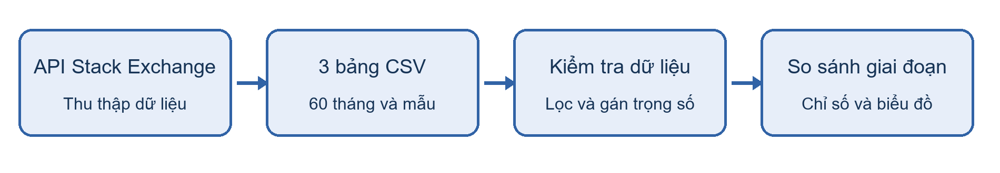 API Stack Exchange
Thu thập dữ liệu
3 bảng CSV
60 tháng và mẫu
Kiểm tra dữ liệu
Lọc và gán trọng số
So sánh giai đoạn
Chỉ số và biểu đồ